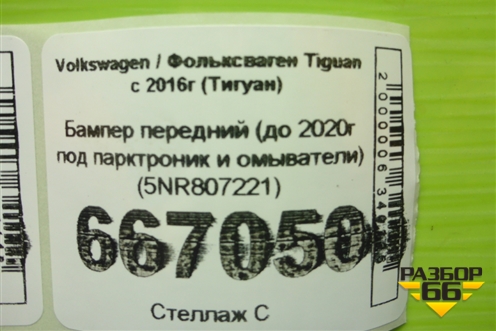 Volkswagen / Фольксваген Tiguan
с 2016г (Тигуан)
Бампер передний (до 2020г
под парктроник и омыватели)
(5NR807221)
667050
Стеллаж С
РАЗБОР
66